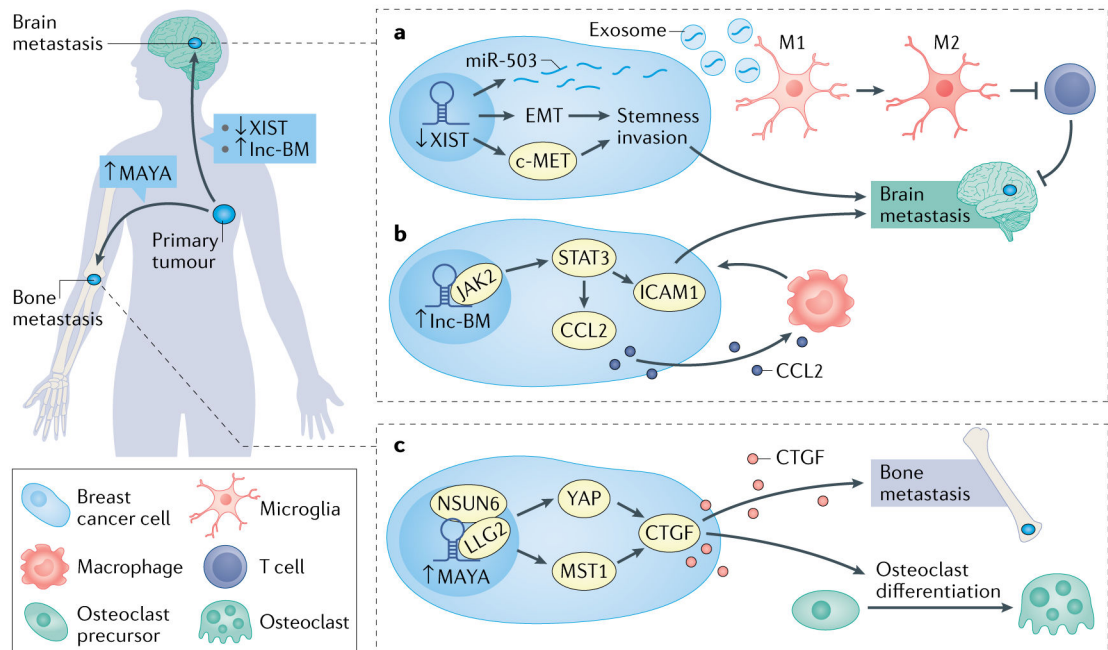 Brain
metastasis
↓XIST
↑lnc-BM
↑MAYA
Primary
tumour
Bone
metastasis
a
Exosome
miR-503
M1
M2
↓XIST
EMT
Stemness
invasion
c-MET
Brain
metastasis
b
JAK2
↑lnc-BM
STAT3
ICAM1
CCL2
CCL2
c
NSUN6
LLG2
↑MAYA
YAP
MST1
CTGF
CTGF
Bone
metastasis
Osteoclast
differentiation
Breast
cancer cell
Microglia
Macrophage
T cell
Osteoclast
precursor
Osteoclast